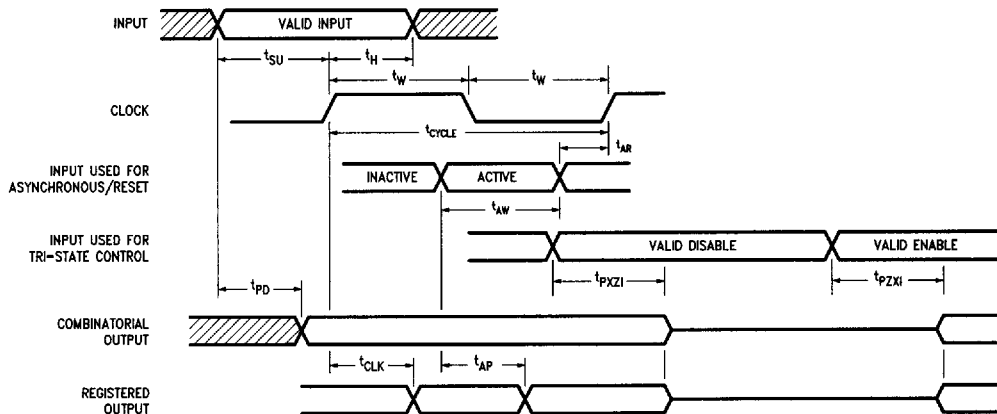 INPUT
VALID INPUT
tSU
tH
tW
tW
CLOCK
tCYCLE
tAR
INPUT USED FOR
ASYNCHRONOUS/RESET
INACTIVE
ACTIVE
tAW
INPUT USED FOR
TRI-STATE CONTROL
VALID DISABLE
VALID ENABLE
tPD
tPXZI
tPZXI
COMBINATORIAL
OUTPUT
tCLK
tAP
REGISTERED
OUTPUT